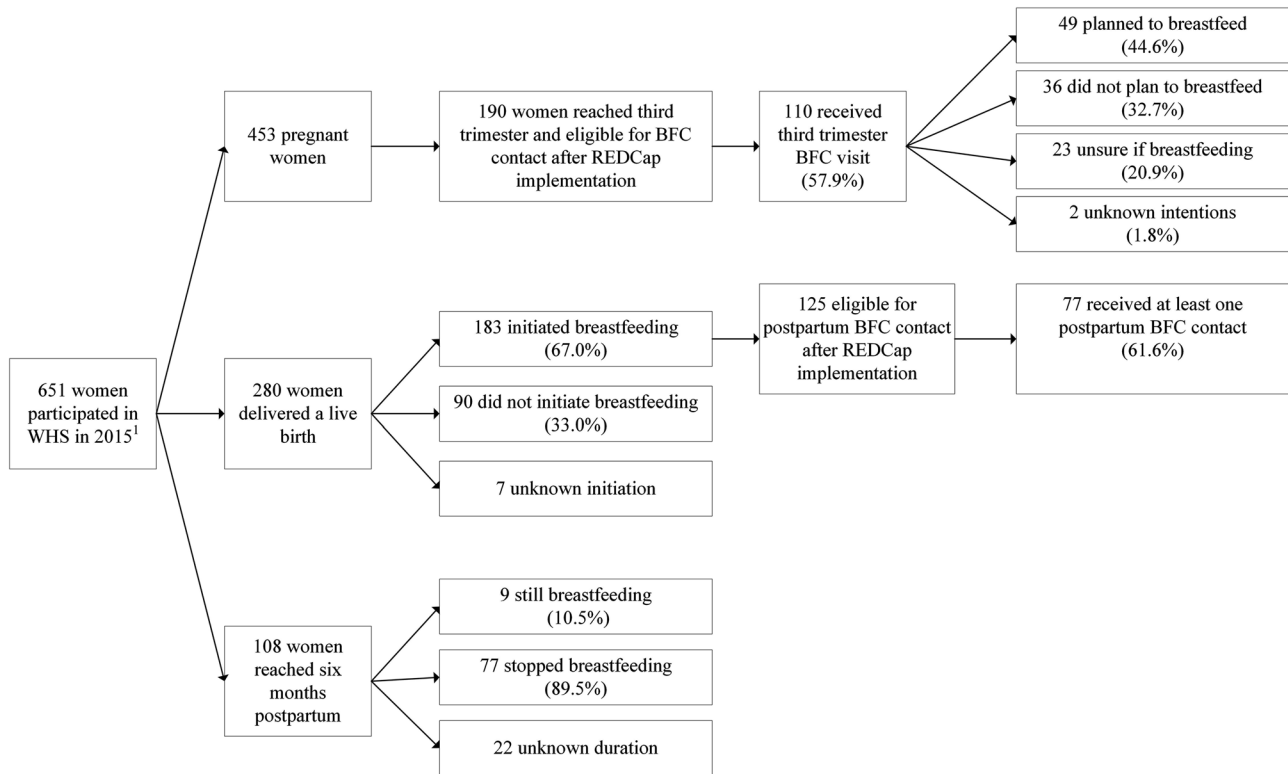 49 planned to breastfeed
(44.6%)
36 did not plan to breastfeed
(32.7%)
23 unsure if breastfeeding
(20.9%)
2 unknown intentions
(1.8%)
453 pregnant
women
190 women reached third
trimester and eligible for BFC
contact after REDCap
implementation
110 received
third trimester
BFC visit
(57.9%)
651 women
participated in
WHS in 2015¹
280 women
delivered a live
birth
183 initiated breastfeeding
(67.0%)
90 did not initiate breastfeeding
(33.0%)
7 unknown initiation
125 eligible for
postpartum BFC contact
after REDCap
implementation
77 received at least one
postpartum BFC contact
(61.6%)
108 women
reached six
months
postpartum
9 still breastfeeding
(10.5%)
77 stopped breastfeeding
(89.5%)
22 unknown duration